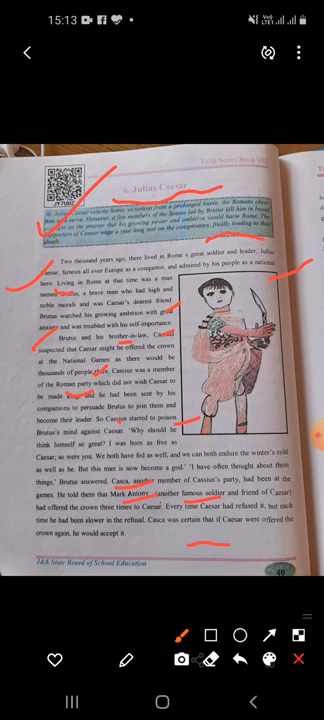 15:13
Tulip Series Book VIII
6. Julius Caesar
As Julius Caesar returns home victorious from a prolonged battle, the Romans cheer
him with verve. However, a few members of the Senate led by Brutus kill him in broad
daylight on the precept that his growing power and ambition would harm Rome. The
supporters of Caesar wage a year long war on the conspirators, finally leading to their
death.
Two thousand years ago, there lived in Rome a great soldier and leader, Julius
Caesar, famous all over Europe as a conqueror, and admired by his people as a national
hero. Living in Rome at that time was a man
named Brutus, a brave man who had high and
noble morals and was Caesar's dearest friend.
Brutus watched his growing ambition with great
anxiety and was troubled with his self-importance.
Brutus and his brother-in-law, Cassius
suspected that Caesar might be offered the crown
at the National Games as there would be
thousands of people there. Cassius was a member
of the Roman party which did not wish Caesar to
be made and he had been sent by his
companions to persuade Brutus to join them and
become their leader. So Cassius started to poison
Brutus's mind against Caesar. 'Why should he
think himself so great? I was born as free as
Caesar; so were you. We both have fed as well, and we can both endure the winter's cold
as well as he. But this man is now become a god.' 'I have often thought about these
things,' Brutus answered. Casca, another member of Cassius's party, had been at the
games. He told them that Mark Antony (another famous soldier and friend of Caesar)
had offered the crown three times to Caesar. Every time Caesar had refused it, but each
time he had been slower in the refusal. Casca was certain that if Caesar were offered the
crown again, he would accept it.
J&K State Board of School Education
40